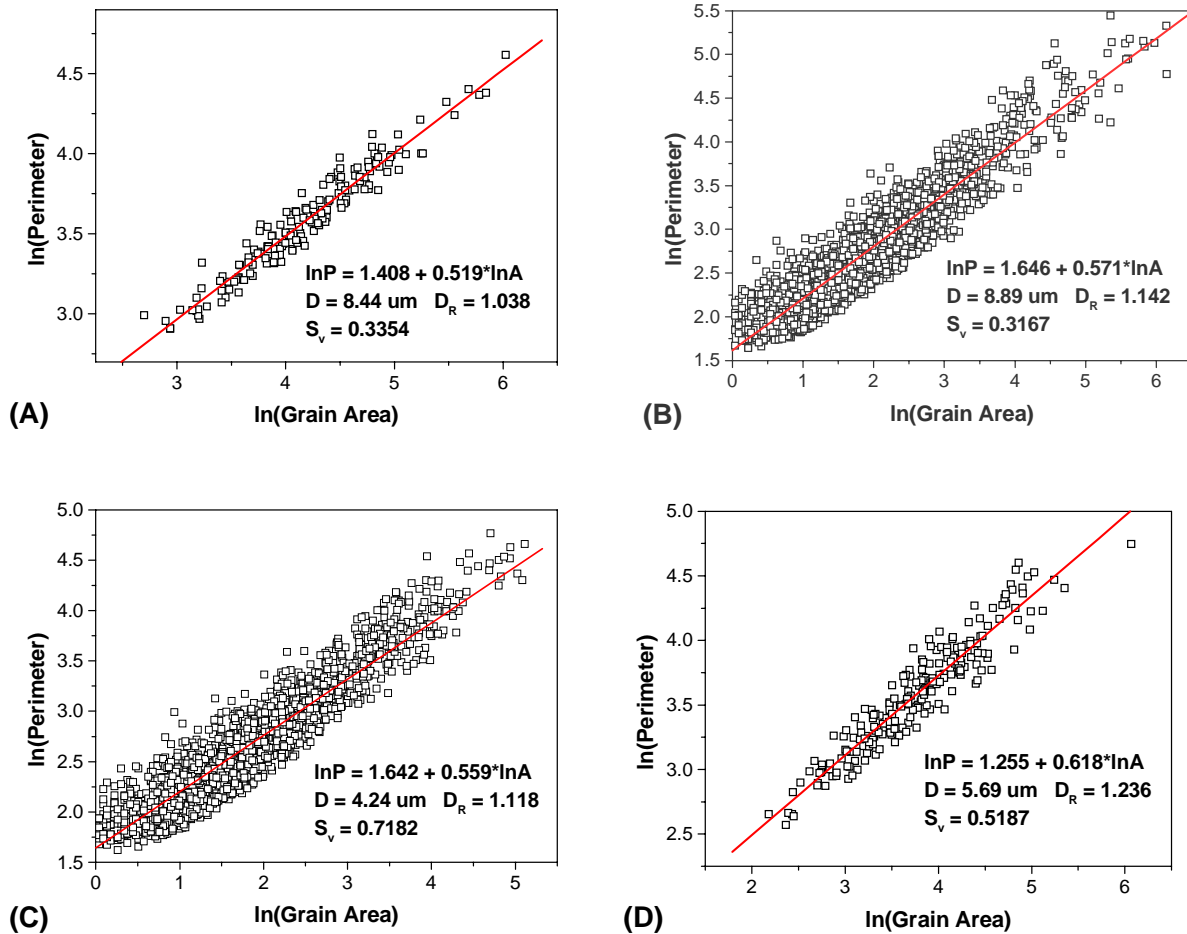 4.5
4.0
3.5
3.0
ln(Perimeter)
lnP = 1.408 + 0.519*lnA
D = 8.44 um D_R = 1.038
S_v = 0.3354
3 4 5 6
ln(Grain Area)
(A)
5.5
5.0
4.5
4.0
3.5
3.0
2.5
2.0
1.5
ln(Perimeter)
lnP = 1.646 + 0.571*lnA
D = 8.89 um D_R = 1.142
S_v = 0.3167
0 1 2 3 4 5 6
ln(Grain Area)
(B)
5.0
4.5
4.0
3.5
3.0
2.5
2.0
1.5
ln(Perimeter)
lnP = 1.642 + 0.559*lnA
D = 4.24 um D_R = 1.118
S_v = 0.7182
0 1 2 3 4 5
ln(Grain Area)
(C)
5.0
4.5
4.0
3.5
3.0
2.5
ln(Perimeter)
lnP = 1.255 + 0.618*lnA
D = 5.69 um D_R = 1.236
S_v = 0.5187
2 3 4 5 6
ln(Grain Area)
(D)